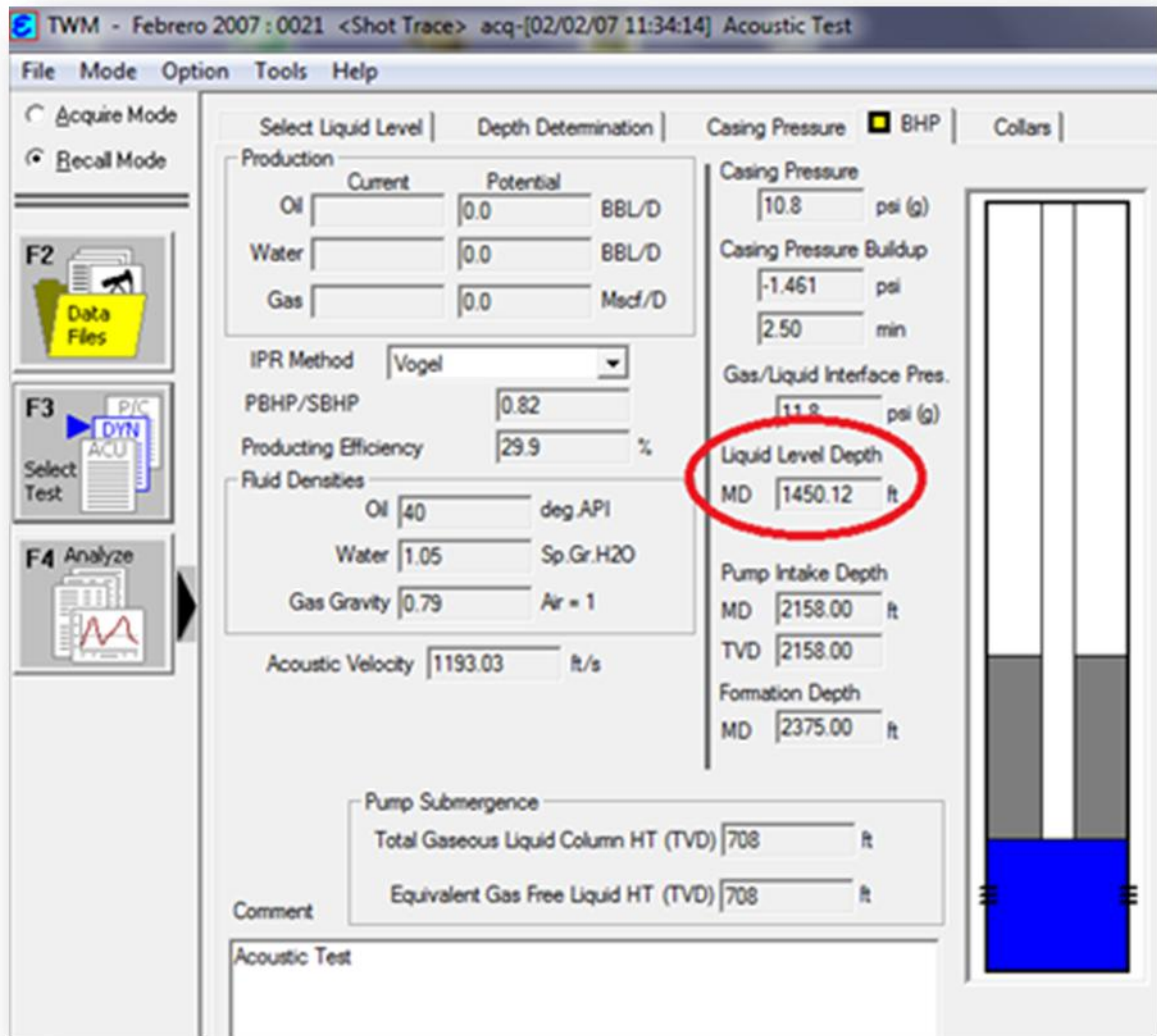 TWM - Febrero 2007 : 0021 <Shot Trace> acq-[02/02/07 11:34:14] Acoustic Test
File Mode Option Tools Help
Acquire Mode
Recall Mode
F2
Data
Files
F3
P/C
DYN
ACU
Select
Test
F4 Analyze
Select Liquid Level Depth Determination Casing Pressure BHP Collars
Production
Current Potential
Oil 0.0 BBL/D
Water 0.0 BBL/D
Gas 0.0 Mscf/D
IPR Method Vogel
PBHP/SBHP 0.82
Producting Efficiency 29.9 %
Fluid Densities
Oil 40 deg.API
Water 1.05 Sp.Gr.H2O
Gas Gravity 0.79 Air = 1
Acoustic Velocity 1193.03 ft/s
Casing Pressure
10.8 psi (g)
Casing Pressure Buildup
-1.461 psi
2.50 min
Gas/Liquid Interface Pres.
11.8 psi (g)
Liquid Level Depth
MD 1450.12 ft
Pump Intake Depth
MD 2158.00 ft
TVD 2158.00
Formation Depth
MD 2375.00 ft
Pump Submergence
Total Gaseous Liquid Column HT (TVD) 708 ft
Equivalent Gas Free Liquid HT (TVD) 708 ft
Comment
Acoustic Test